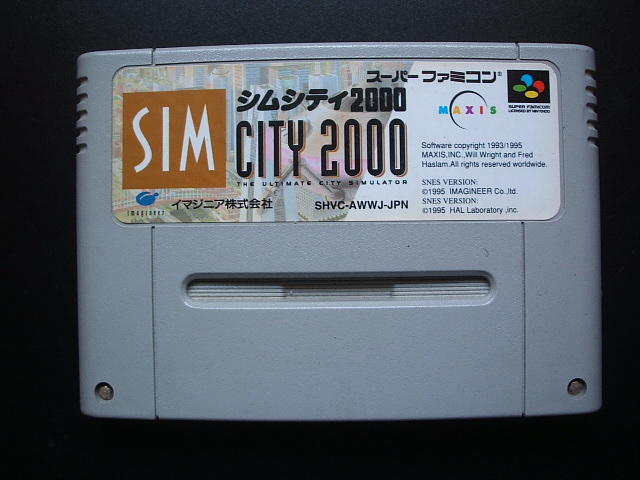 スーパーファミコン®
シムシティ2000
SIM
CITY 2000
THE ULTIMATE CITY SIMULATOR
MAXIS
SUPER FAMICOM
LICENSED BY NINTENDO
Software copyright 1993/1995
MAXIS,INC.,Will Wright and Fred
Haslam.All rights reserved worldwide.
SNES VERSION:
©1995 IMAGINEER Co.,ltd.
SNES VERSION:
©1995 HAL Laboratory ,inc.
imagineer
イマジニア株式会社
SHVC-AWWJ-JPN